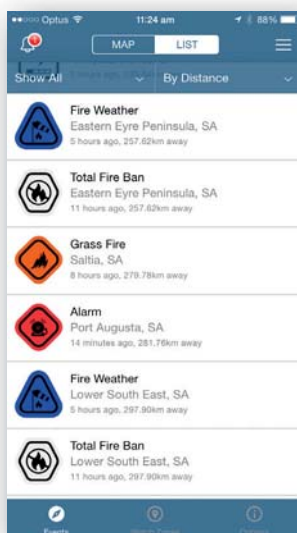 Optus 11:24 am 88%
MAP LIST
Show All By Distance
Fire Weather
Eastern Eyre Peninsula, SA
5 hours ago, 257.62km away
Total Fire Ban
Eastern Eyre Peninsula, SA
11 hours ago, 257.62km away
Grass Fire
Saltia, SA
8 hours ago, 279.78km away
Alarm
Port Augusta, SA
14 minutes ago, 281.76km away
Fire Weather
Lower South East, SA
5 hours ago, 297.90km away
Total Fire Ban
Lower South East, SA
11 hours ago, 297.90km away
Events Watch Zones